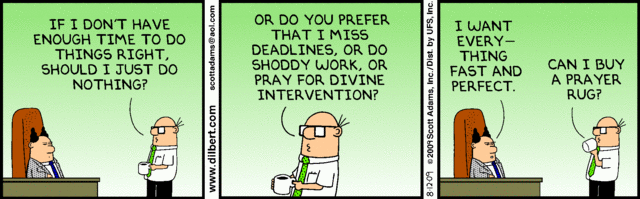 IF I DON'T HAVE
ENOUGH TIME TO DO
THINGS RIGHT,
SHOULD I JUST DO
NOTHING?
scottadams@aol.com
www.dilbert.com
OR DO YOU PREFER
THAT I MISS
DEADLINES, OR DO
SHODDY WORK, OR
PRAY FOR DIVINE
INTERVENTION?
8-12-09 ©2009 Scott Adams, Inc./Dist. by UFS, Inc.
I WANT
EVERY–
THING
FAST AND
PERFECT.
CAN I BUY
A PRAYER
RUG?